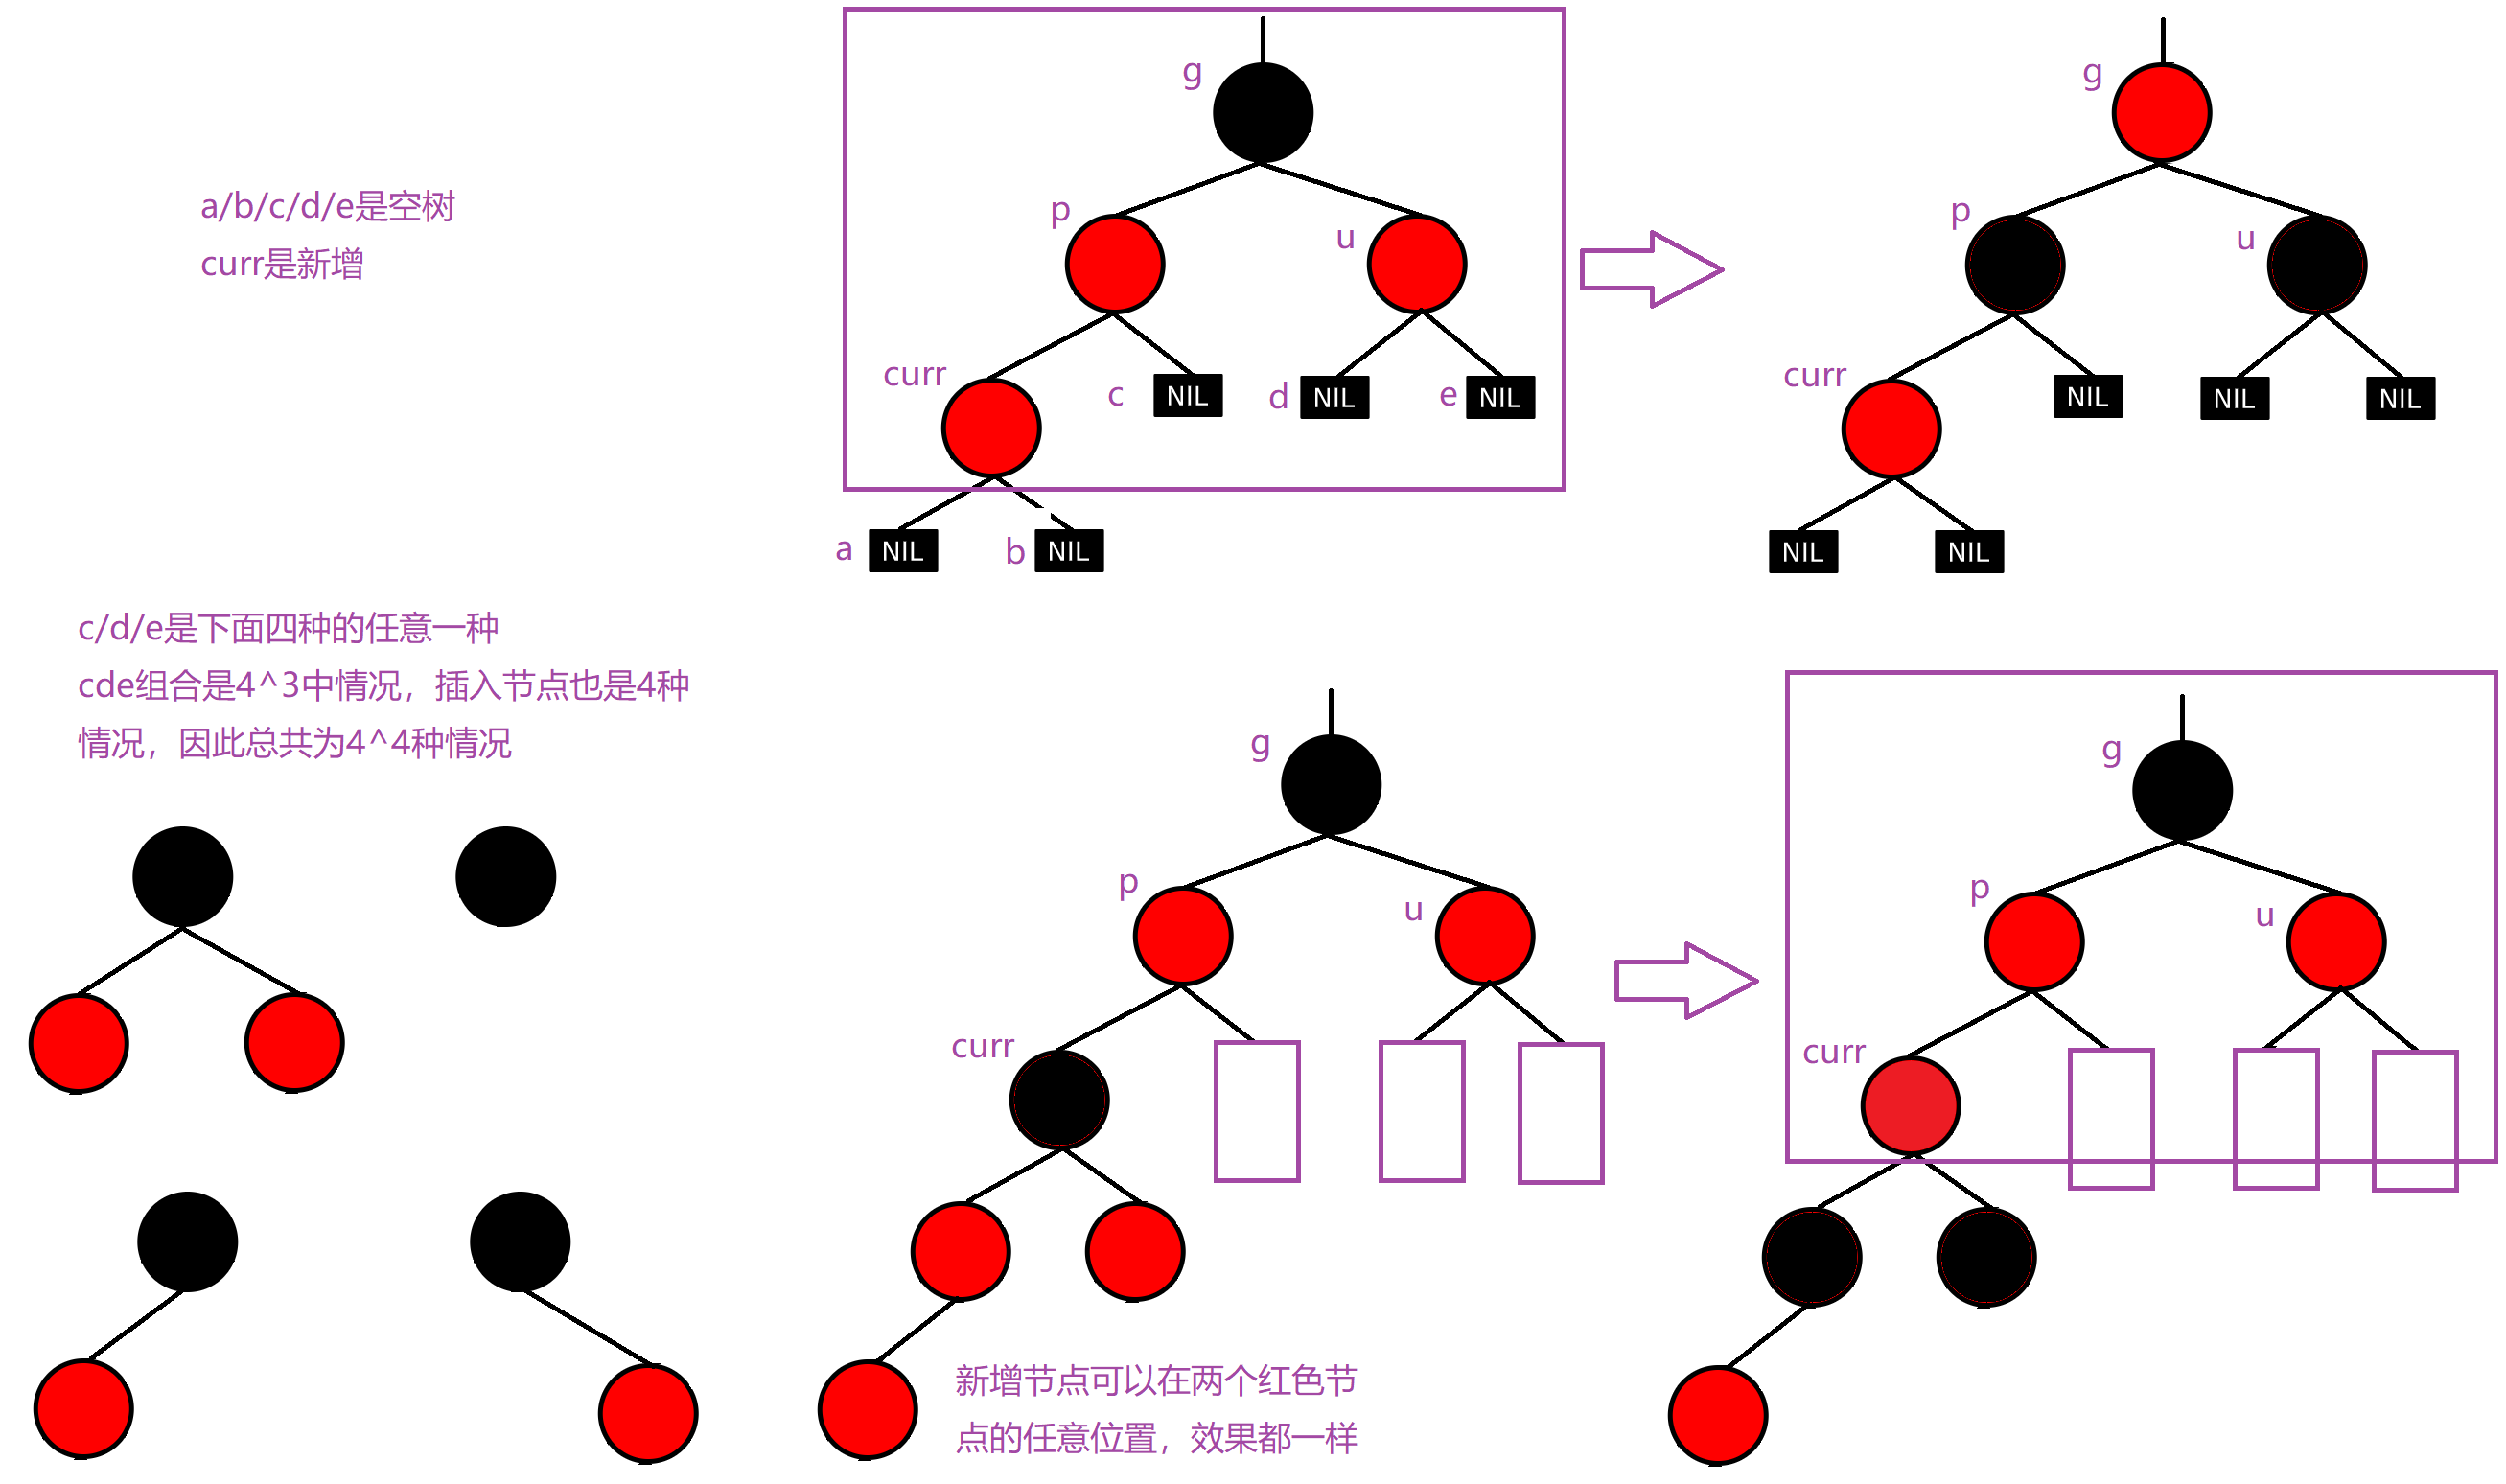 g
g
a/b/c/d/e是空树
p
u
p
u
curr是新增
curr
c
NIL
d
NIL
e
NIL
curr
NIL
NIL
NIL
a
NIL
b
NIL
NIL
NIL
c/d/e是下面四种的任意一种
cde组合是4^3中情况，插入节点也是4种
情况，因此总共为4^4种情况
g
g
p
u
p
u
curr
curr
新增节点可以在两个红色节
点的任意位置，效果都一样